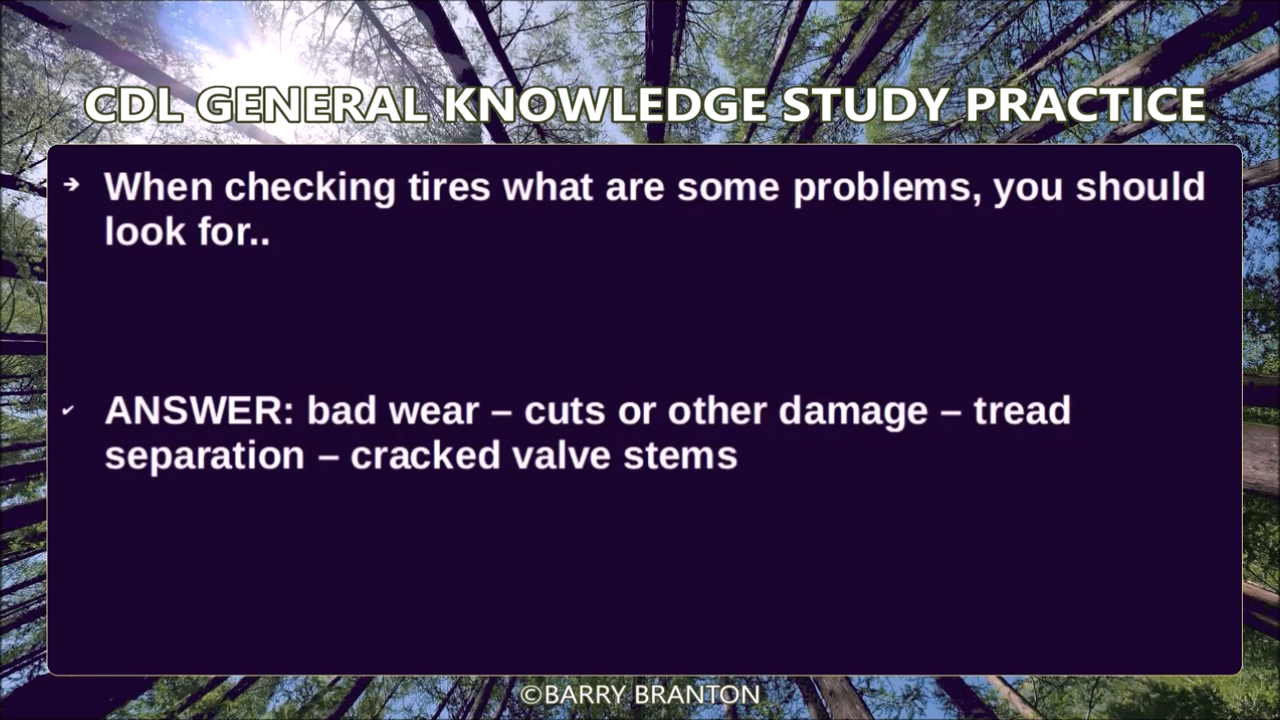 CDL GENERAL KNOWLEDGE STUDY PRACTICE
➔ When checking tires what are some problems, you should
look for..
✔ ANSWER: bad wear – cuts or other damage – tread
separation – cracked valve stems
©BARRY BRANTON